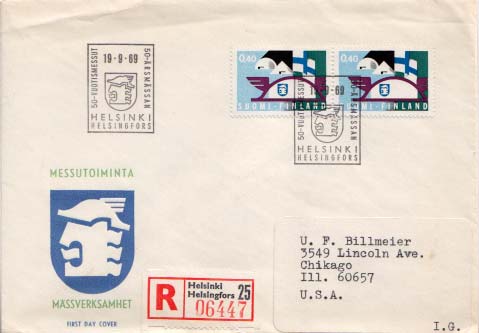 50-VUOTISMESSUT
19-9-69
50-ÅRSMÄSSAN
HELSINKI
HELSINGFORS
0,40
0,40
SUOMI-FINLAND
SUOMI-FINLAND
50-VUOTISMESSUT
19-9-69
50-ÅRSMÄSSAN
HELSINKI
HELSINGFORS
MESSUTOIMINTA
MÄSSVERKSAMHET
FIRST DAY COVER
R
Helsinki
Helsingfors
25
06447
U. F. Billmeier
3549 Lincoln Ave.
Chikago
Ill. 60657
U.S.A.
I.G.